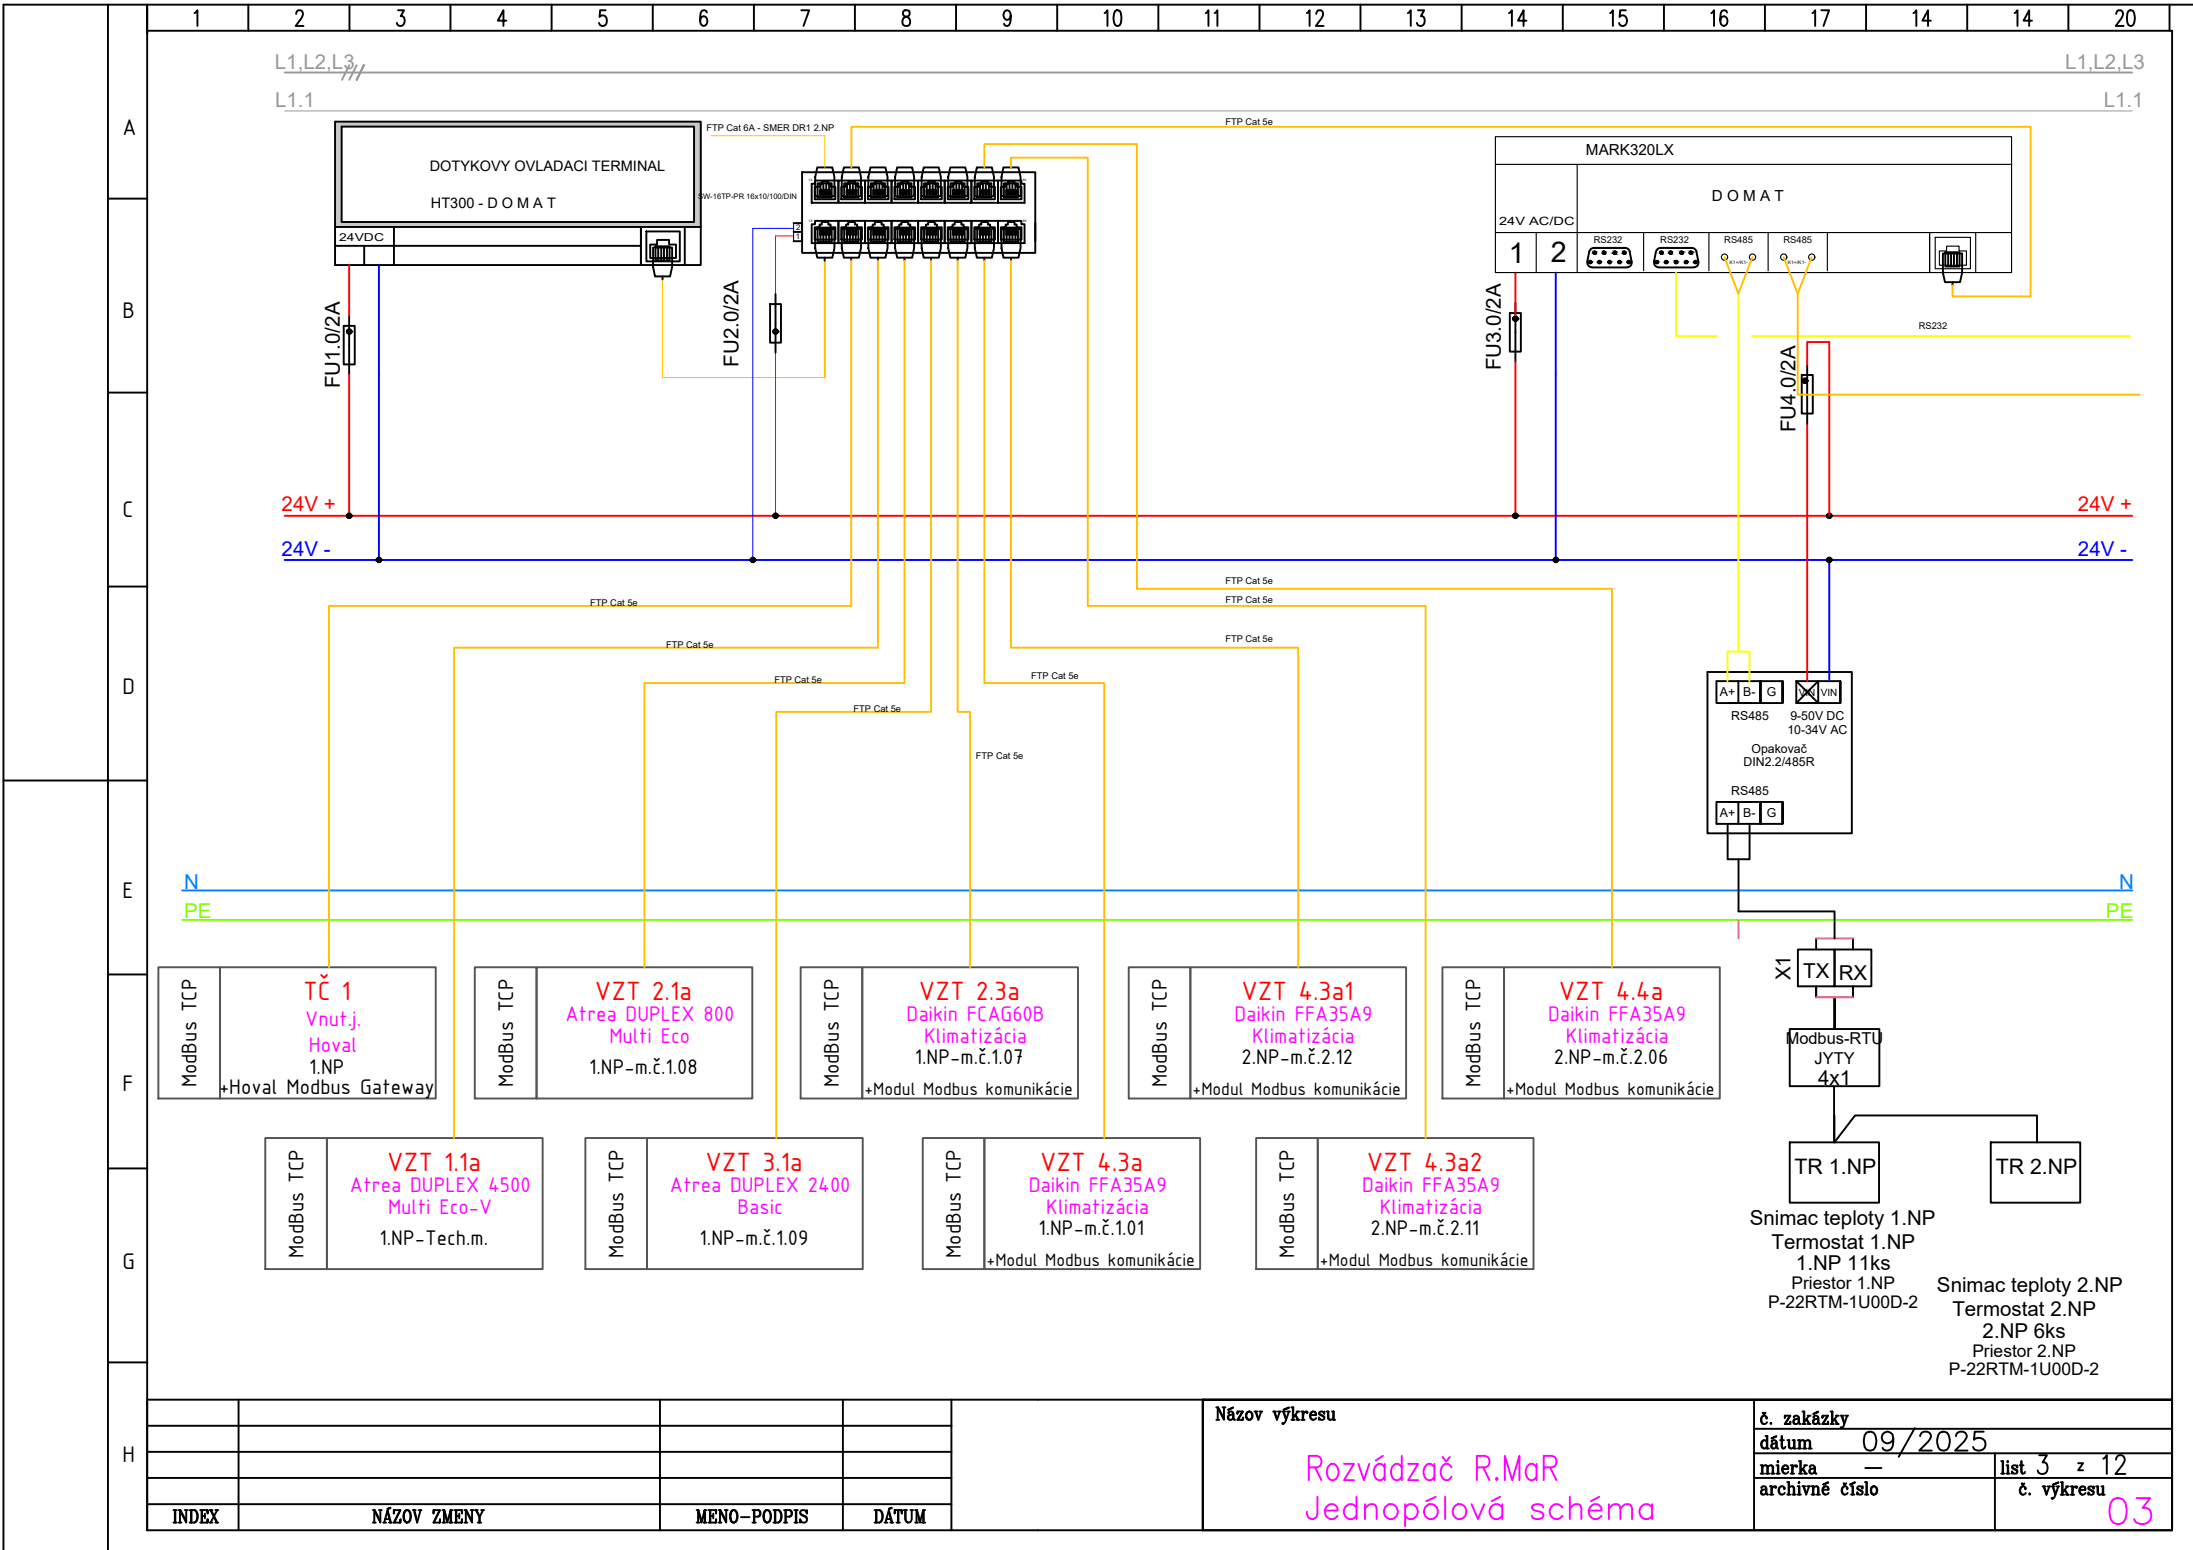 1 2 3 4 5 6 7 8 9 10 11 12 13 14 15 16 17 14 14 20
L1,L2,L3 L1,L2,L3
L1.1 L1.1
A
B
C
D
E
F
G
H
DOTYKOVY OVLADACI TERMINAL
HT300 - D O M A T
24VDC
FTP Cat 6A - SMER DR1 2.NP
SW-16TP-PR 16x10/100/DIN
2
1
FTP Cat 5e
MARK320LX
D O M A T
24V AC/DC
1 2
RS232 RS232 RS485 RS485
FU1.0/2A
FU2.0/2A
FU3.0/2A
FU4.0/2A
RS232
24V + 24V +
24V - 24V -
FTP Cat 5e
FTP Cat 5e
FTP Cat 5e
FTP Cat 5e
FTP Cat 5e
FTP Cat 5e
FTP Cat 5e
FTP Cat 5e
FTP Cat 5e
A+ B- G VIN VIN
RS485 9-50V DC
10-34V AC
Opakovač
DIN2.2/485R
RS485
A+ B- G
N N
PE PE
X1 TX RX
Modbus-RTU
JYTY
4x1
TR 1.NP TR 2.NP
Snimac teploty 1.NP
Termostat 1.NP
1.NP 11ks
Priestor 1.NP
P-22RTM-1U00D-2
Snimac teploty 2.NP
Termostat 2.NP
2.NP 6ks
Priestor 2.NP
P-22RTM-1U00D-2
ModBus TCP
TČ 1
Vnut.j.
Hoval
1.NP
+Hoval Modbus Gateway
ModBus TCP
VZT 2.1a
Atrea DUPLEX 800
Multi Eco
1.NP-m.č.1.08
ModBus TCP
VZT 2.3a
Daikin FCAG60B
Klimatizácia
1.NP-m.č.1.07
+Modul Modbus komunikácie
ModBus TCP
VZT 4.3a1
Daikin FFA35A9
Klimatizácia
2.NP-m.č.2.12
+Modul Modbus komunikácie
ModBus TCP
VZT 4.4a
Daikin FFA35A9
Klimatizácia
2.NP-m.č.2.06
+Modul Modbus komunikácie
ModBus TCP
VZT 1.1a
Atrea DUPLEX 4500
Multi Eco-V
1.NP-Tech.m.
ModBus TCP
VZT 3.1a
Atrea DUPLEX 2400
Basic
1.NP-m.č.1.09
ModBus TCP
VZT 4.3a
Daikin FFA35A9
Klimatizácia
1.NP-m.č.1.01
+Modul Modbus komunikácie
ModBus TCP
VZT 4.3a2
Daikin FFA35A9
Klimatizácia
2.NP-m.č.2.11
+Modul Modbus komunikácie
INDEX NÁZOV ZMENY MENO-PODPIS DÁTUM
Názov výkresu
Rozvádzač R.MaR
Jednopólová schéma
č. zakázky
dátum 09/2025
mierka — list 3 z 12
archivné číslo č. výkresu
03